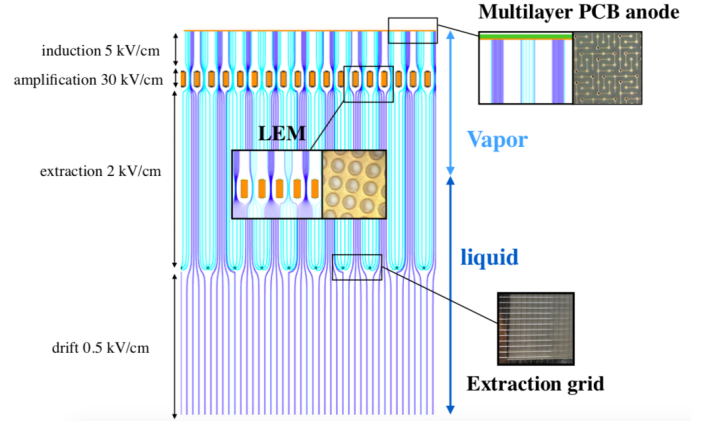 Multilayer PCB anode
induction 5 kV/cm
amplification 30 kV/cm
LEM
Vapor
extraction 2 kV/cm
liquid
drift 0.5 kV/cm
Extraction grid